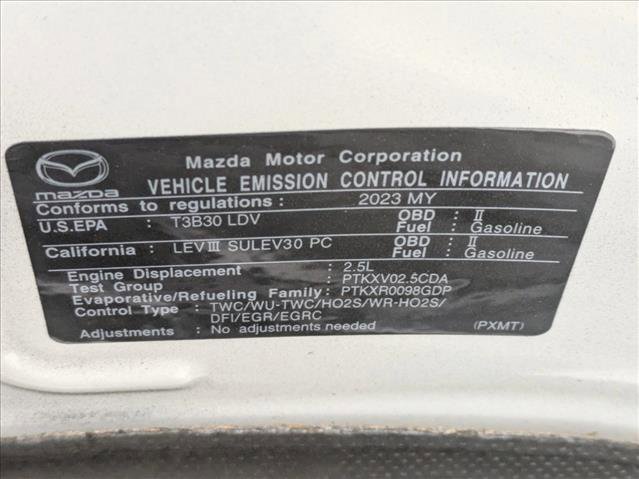 Mazda Motor Corporation
mazda VEHICLE EMISSION CONTROL INFORMATION
Conforms to regulations : 2023 MY
U.S.EPA : T3B30 LDV OBD : II
Fuel : Gasoline
California : LEVⅢ SULEV30 PC OBD : II
Fuel : Gasoline
Engine Displacement : 2.5L
Test Group : PTKXV02.5CDA
Evaporative/Refueling Family: PTKXR0098GDP
Control Type : TWC/WU-TWC/HO2S/WR-HO2S/
DFI/EGR/EGRC
Adjustments : No adjustments needed (PXMT)